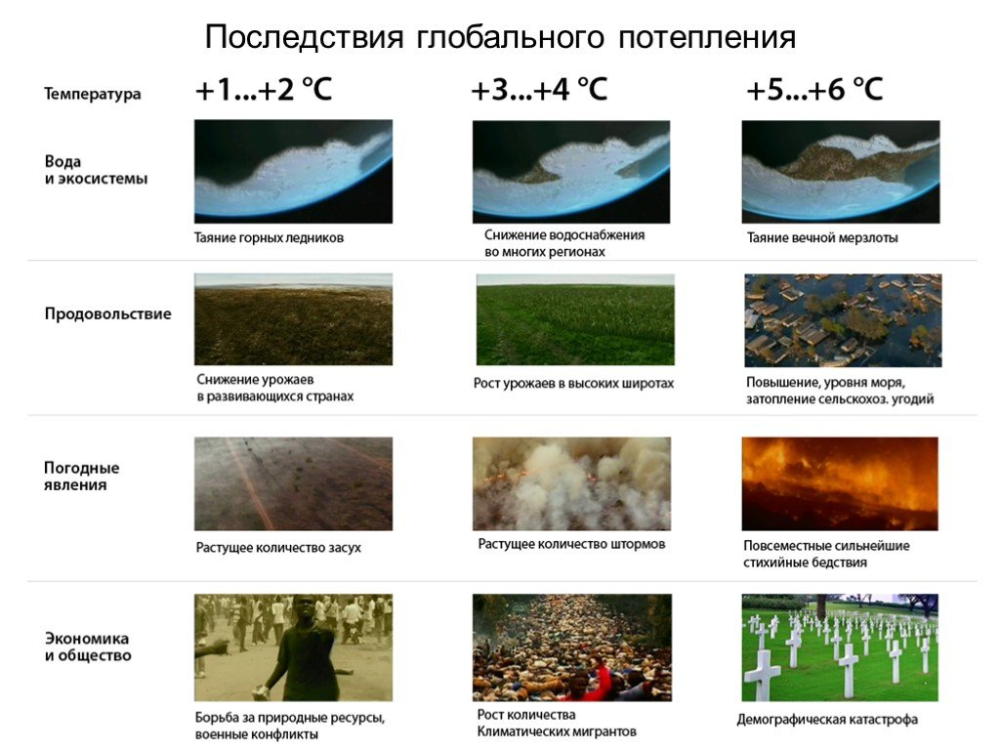 Последствия глобального потепления
Температура
+1...+2 °C
+3...+4 °C
+5...+6 °C
Вода
и экосистемы
Таяние горных ледников
Снижение водоснабжения
во многих регионах
Таяние вечной мерзлоты
Продовольствие
Снижение урожаев
в развивающихся странах
Рост урожаев в высоких широтах
Повышение, уровня моря,
затопление сельскохоз. угодий
Погодные
явления
Растущее количество засух
Растущее количество штормов
Повсеместные сильнейшие
стихийные бедствия
Экономика
и общество
Борьба за природные ресурсы,
военные конфликты
Рост количества
Климатических мигрантов
Демографическая катастрофа